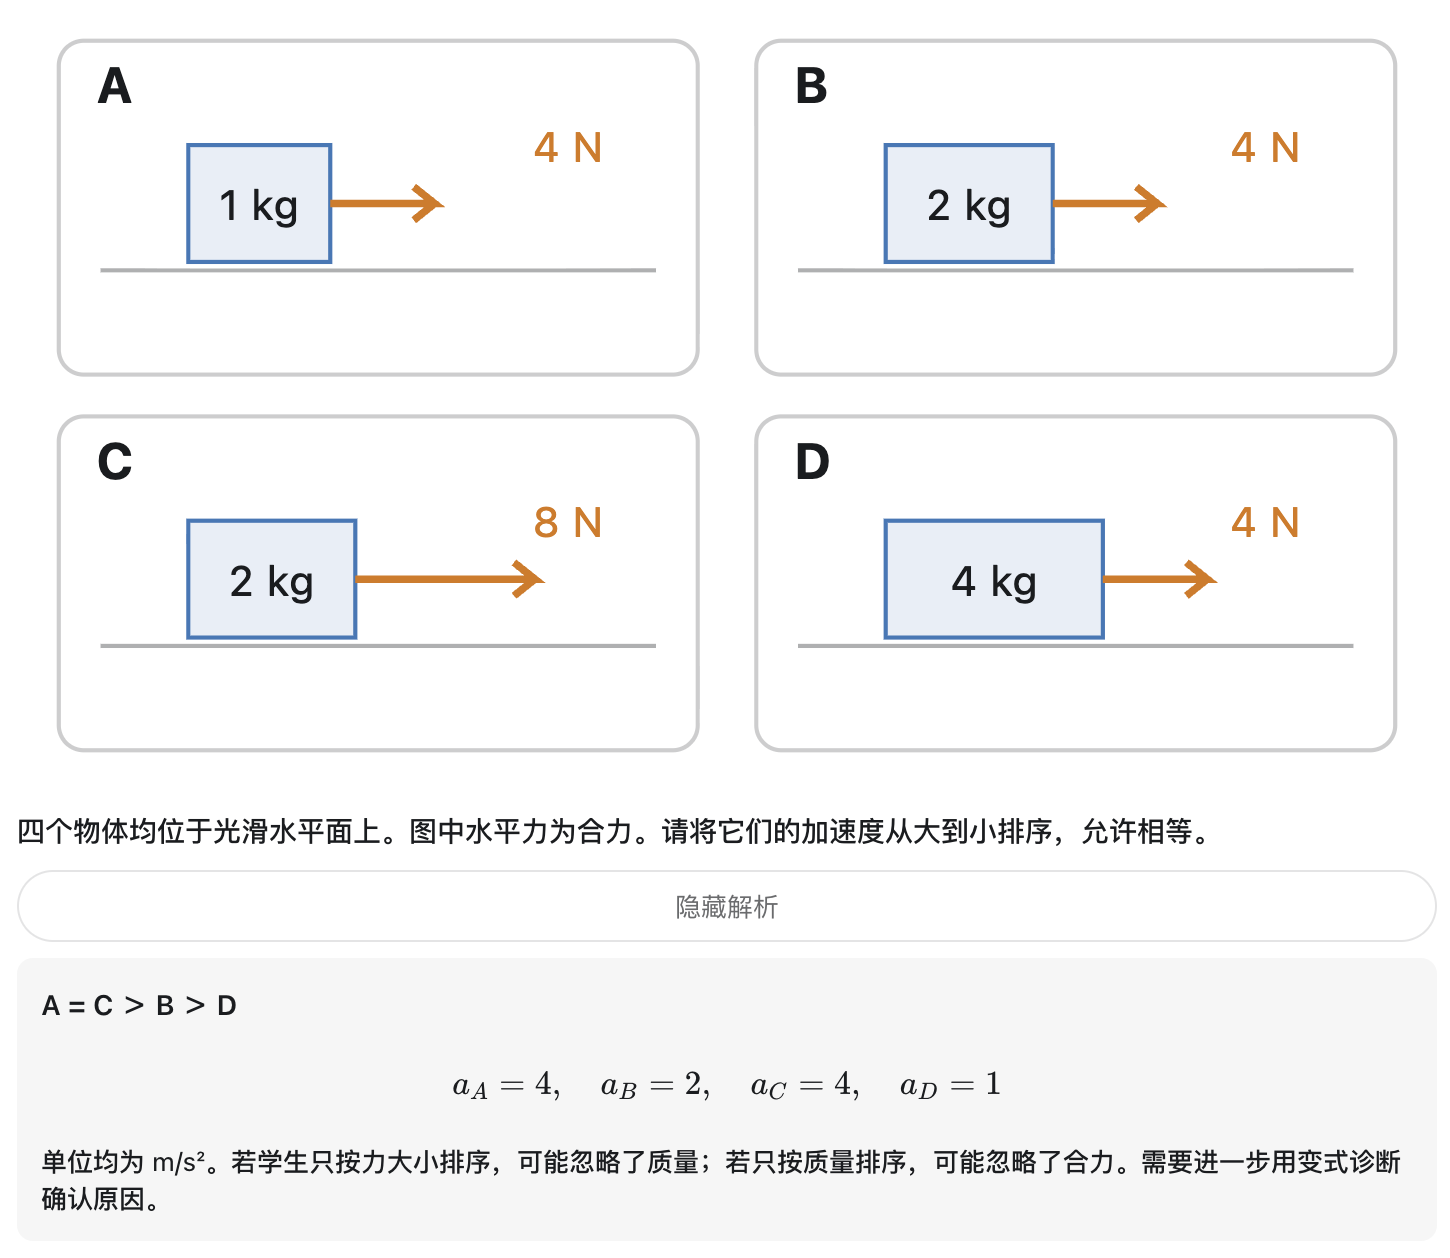 A
4 N
1 kg
B
4 N
2 kg
C
8 N
2 kg
D
4 N
4 kg
四个物体均位于光滑水平面上。图中水平力为合力。请将它们的加速度从大到小排序，允许相等。
隐藏解析
A = C > B > D
a_A = 4, a_B = 2, a_C = 4, a_D = 1
单位均为 m/s²。若学生只按力大小排序，可能忽略了质量；若只按质量排序，可能忽略了合力。需要进一步用变式诊断
确认原因。